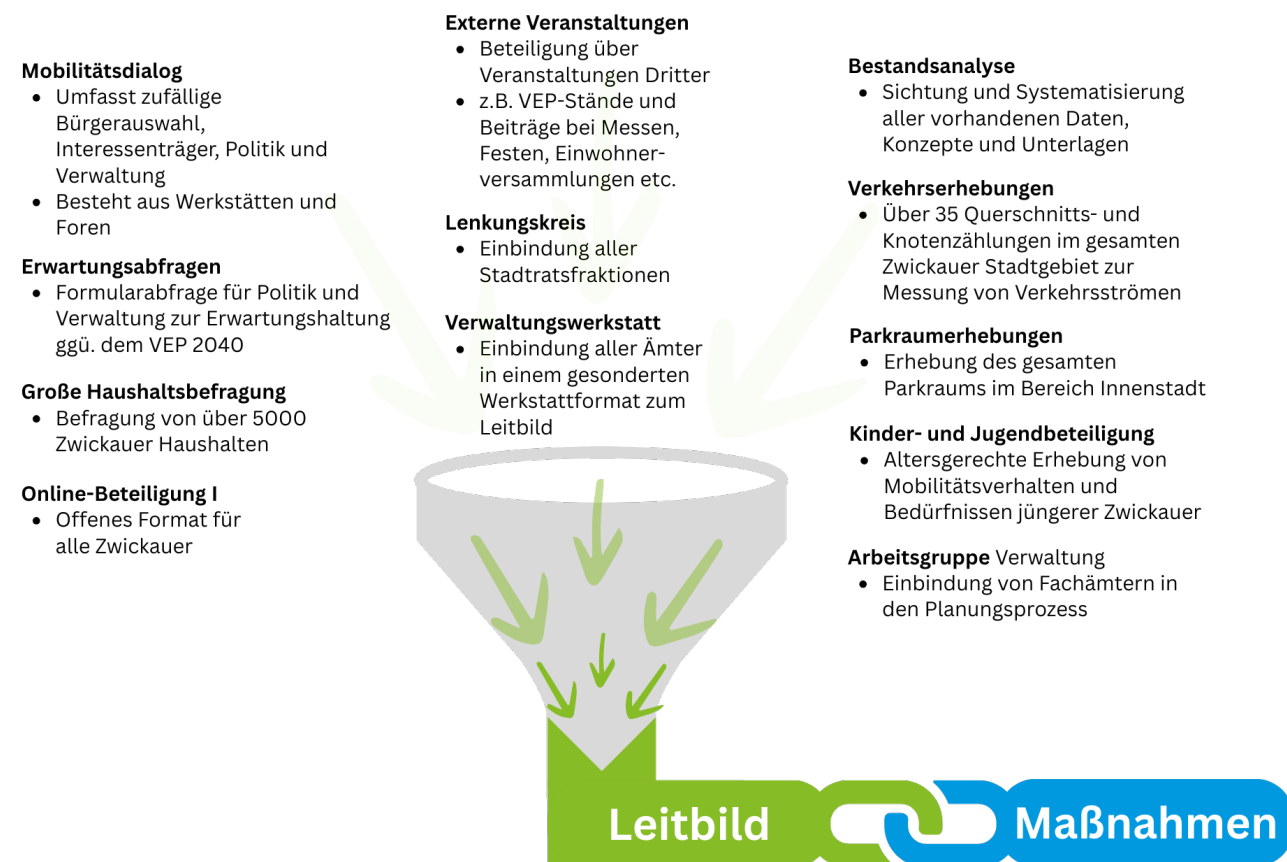 Mobilitätsdialog
• Umfasst zufällige
Bürgerauswahl,
Interessenträger, Politik und
Verwaltung
• Besteht aus Werkstätten und
Foren
Erwartungsabfragen
• Formularabfrage für Politik und
Verwaltung zur Erwartungshaltung
ggü. dem VEP 2040
Große Haushaltsbefragung
• Befragung von über 5000
Zwickauer Haushalten
Online-Beteiligung I
• Offenes Format für
alle Zwickauer
Externe Veranstaltungen
• Beteiligung über
Veranstaltungen Dritter
• z.B. VEP-Stände und
Beiträge bei Messen,
Festen, Einwohner-
versammlungen etc.
Lenkungskreis
• Einbindung aller
Stadtratsfraktionen
Verwaltungswerkstatt
• Einbindung aller Ämter
in einem gesonderten
Werkstattformat zum
Leitbild
Bestandsanalyse
• Sichtung und Systematisierung
aller vorhandenen Daten,
Konzepte und Unterlagen
Verkehrserhebungen
• Über 35 Querschnitts- und
Knotenzählungen im gesamten
Zwickauer Stadtgebiet zur
Messung von Verkehrsströmen
Parkraumerhebungen
• Erhebung des gesamten
Parkraums im Bereich Innenstadt
Kinder- und Jugendbeteiligung
• Altersgerechte Erhebung von
Mobilitätsverhalten und
Bedürfnissen jüngerer Zwickauer
Arbeitsgruppe Verwaltung
• Einbindung von Fachämtern in
den Planungsprozess
Leitbild
Maßnahmen